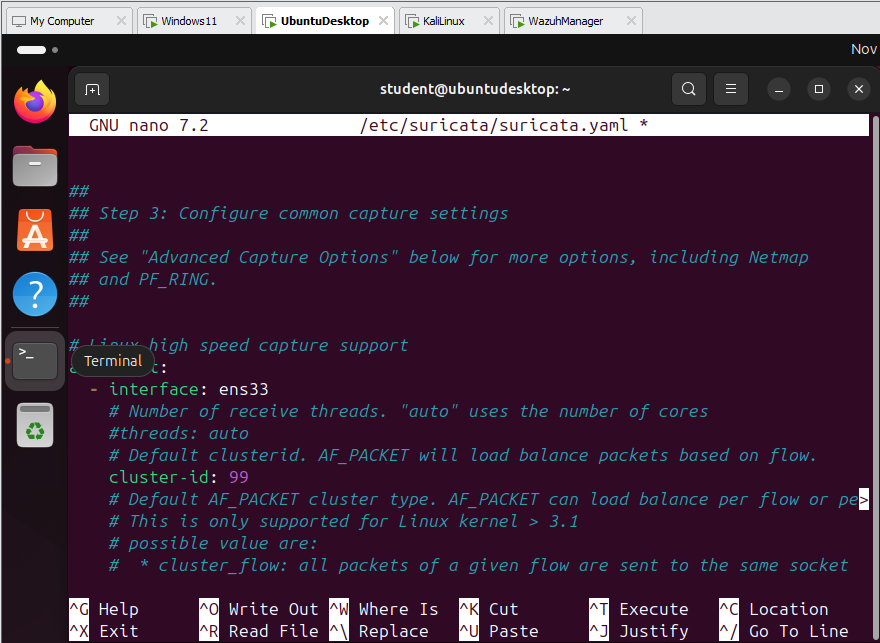 My Computer
Windows11
UbuntuDesktop
KaliLinux
WazuhManager
Nov
student@ubuntudesktop: ~
GNU nano 7.2 /etc/suricata/suricata.yaml *
##
## Step 3: Configure common capture settings
##
## See "Advanced Capture Options" below for more options, including Netmap
## and PF_RING.
##
# Linux high speed capture support
Terminal :
- interface: ens33
# Number of receive threads. "auto" uses the number of cores
#threads: auto
# Default clusterid. AF_PACKET will load balance packets based on flow.
cluster-id: 99
# Default AF_PACKET cluster type. AF_PACKET can load balance per flow or pe>
# This is only supported for Linux kernel > 3.1
# possible value are:
#  * cluster_flow: all packets of a given flow are sent to the same socket
^G Help ^O Write Out ^W Where Is ^K Cut ^T Execute ^C Location
^X Exit ^R Read File ^\ Replace ^U Paste ^J Justify ^/ Go To Line